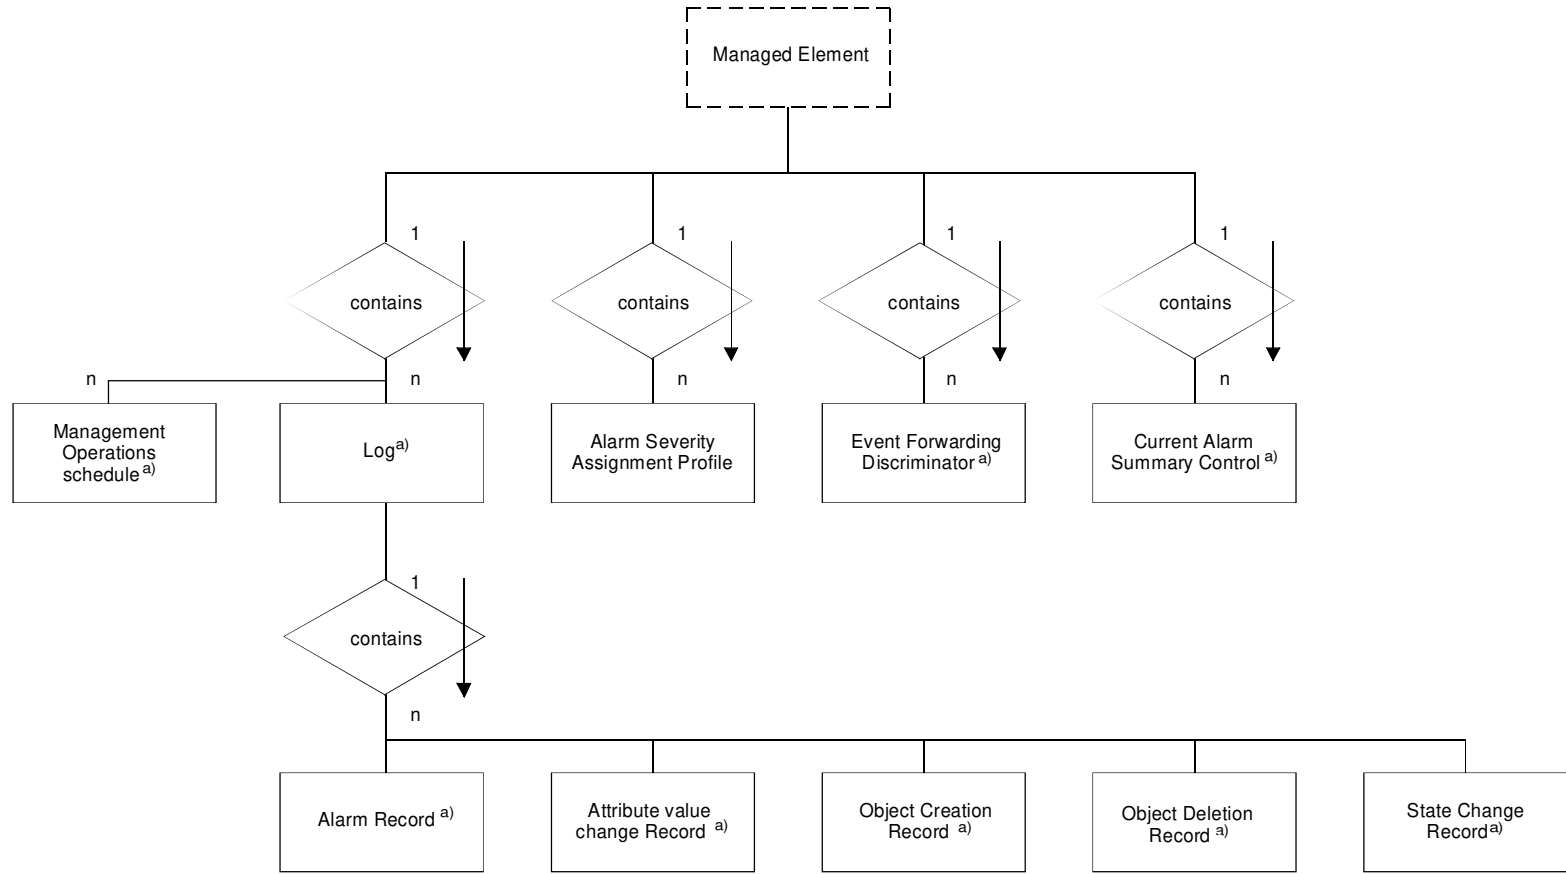 Managed Element
1
1
1
1
contains
contains
contains
contains
n
n
n
n
n
Management
Operations
schedule a)
Log a)
Alarm Severity
Assignment Profile
Event Forwarding
Discriminator a)
Current Alarm
Summary Control a)
1
contains
n
Alarm Record a)
Attribute value
change Record a)
Object Creation
Record a)
Object Deletion
Record a)
State Change
Record a)